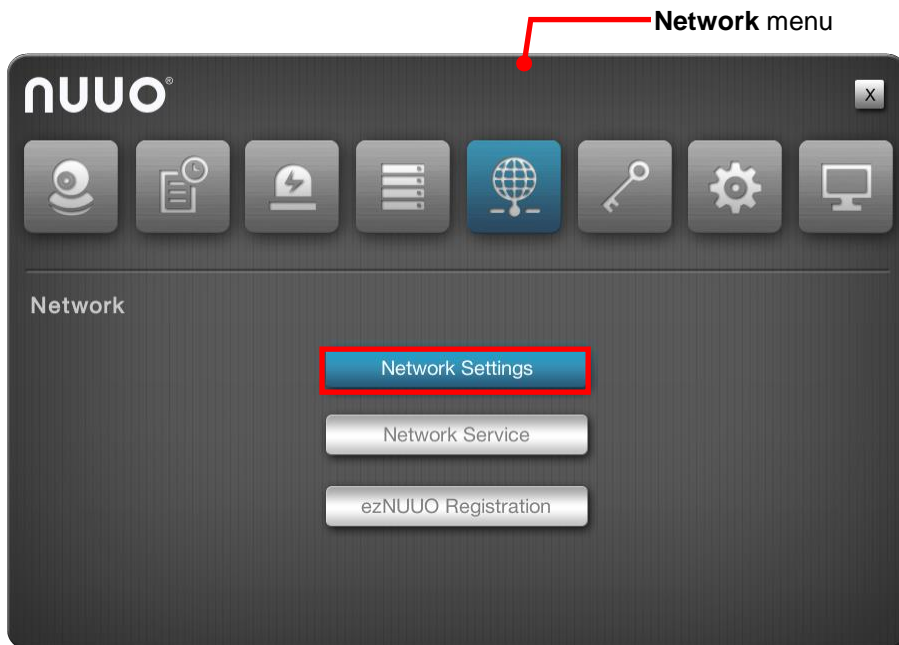 Network menu
nuuo®
X
Network
Network Settings
Network Service
ezNUUO Registration